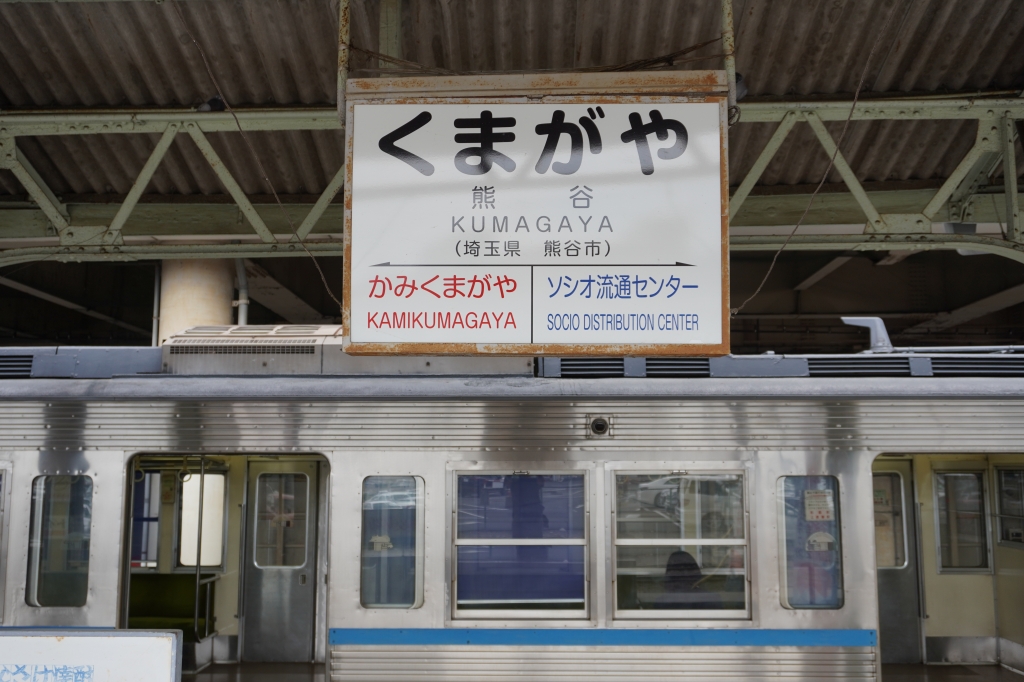 くまがや
熊 谷
KUMAGAYA
(埼玉県 熊谷市)
かみくまがや
KAMIKUMAGAYA
ソシオ流通センター
SOCIO DISTRIBUTION CENTER